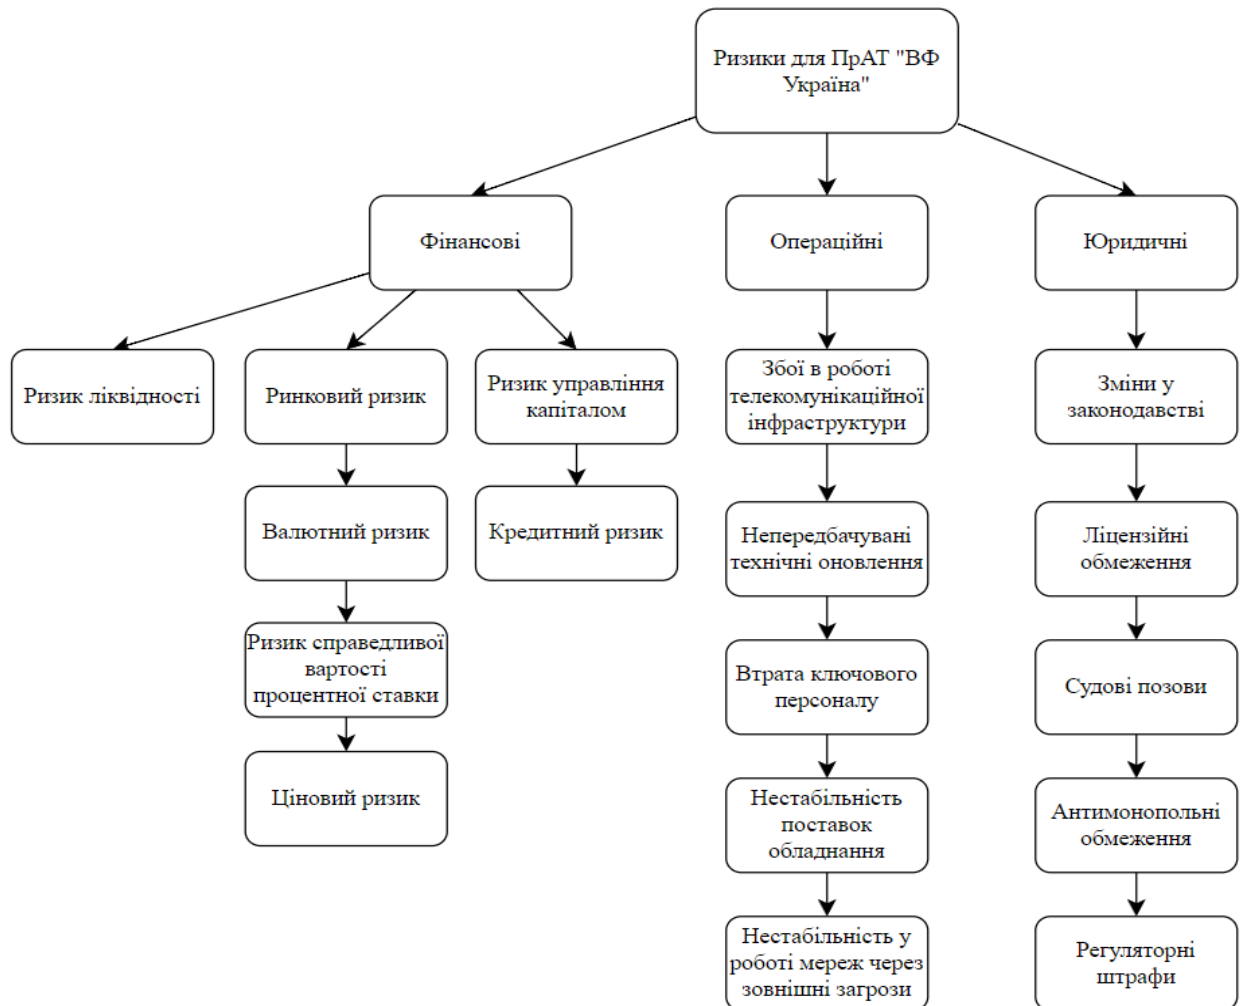 Ризики для ПрАТ "ВФ
Україна"
Фінансові
Операційні
Юридичні
Ризик ліквідності
Ринковий ризик
Ризик управління
капіталом
Збої в роботі
телекомунікаційної
інфраструктури
Зміни у
законодавстві
Валютний ризик
Кредитний ризик
Непередбачувані
технічні оновлення
Ліцензійні
обмеження
Ризик справедливої
вартості
процентної ставки
Втрата ключового
персоналу
Судові позови
Ціновий ризик
Нестабільність
поставок
обладнання
Антимонопольні
обмеження
Нестабільність у
роботі мереж через
зовнішні загрози
Регуляторні
штрафи